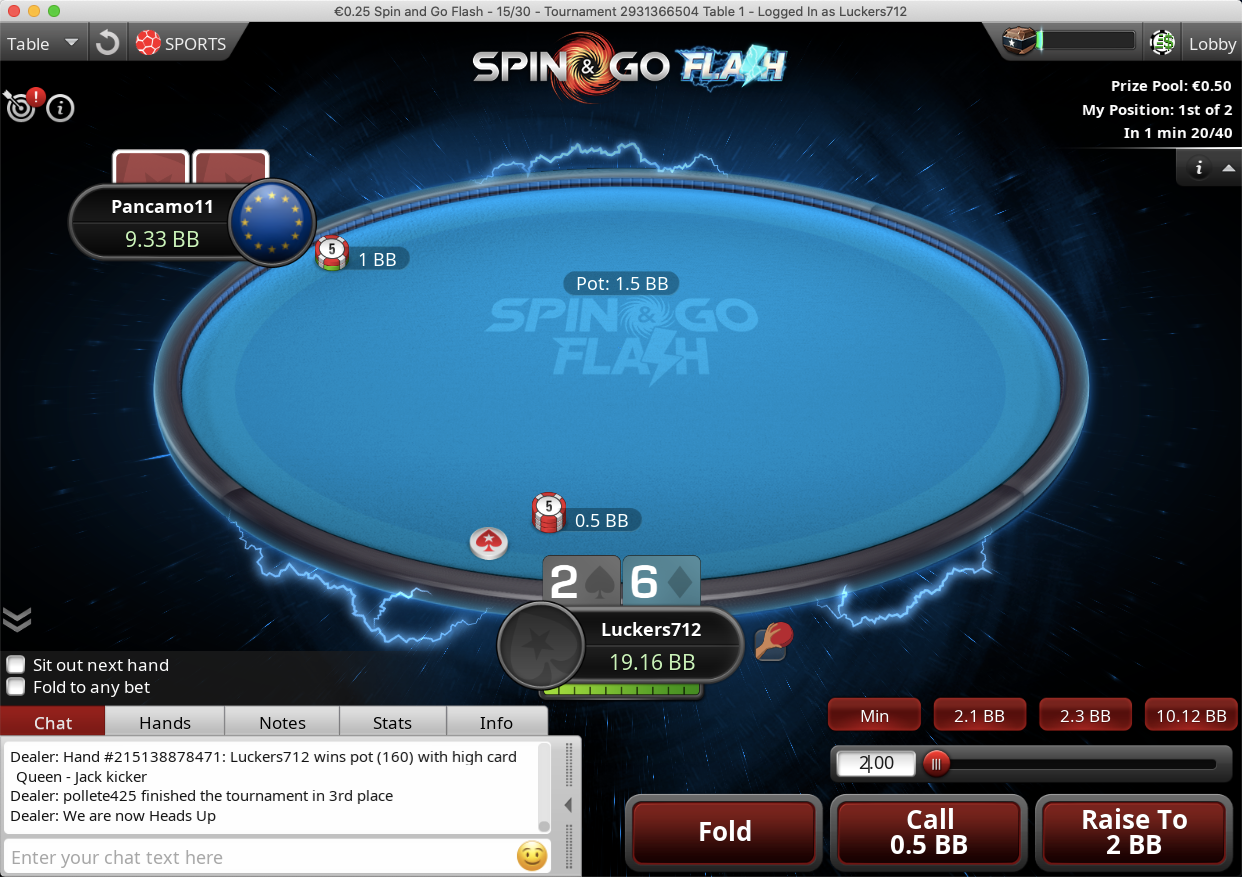 €0.25 Spin and Go Flash - 15/30 - Tournament 2931366504 Table 1 - Logged In as Luckers712
Table
SPORTS
SPIN & GO FLASH
Lobby
Prize Pool: €0.50
My Position: 1st of 2
In 1 min 20/40
!
i
i
Pancamo11
9.33 BB
5
1 BB
Pot: 1.5 BB
SPIN & GO
FLASH
5
0.5 BB
2 6
Luckers712
19.16 BB
Sit out next hand
Fold to any bet
Chat
Hands
Notes
Stats
Info
Dealer: Hand #215138878471: Luckers712 wins pot (160) with high card
Queen - Jack kicker
Dealer: pollete425 finished the tournament in 3rd place
Dealer: We are now Heads Up
Enter your chat text here
Min
2.1 BB
2.3 BB
10.12 BB
2.00
Fold
Call
0.5 BB
Raise To
2 BB